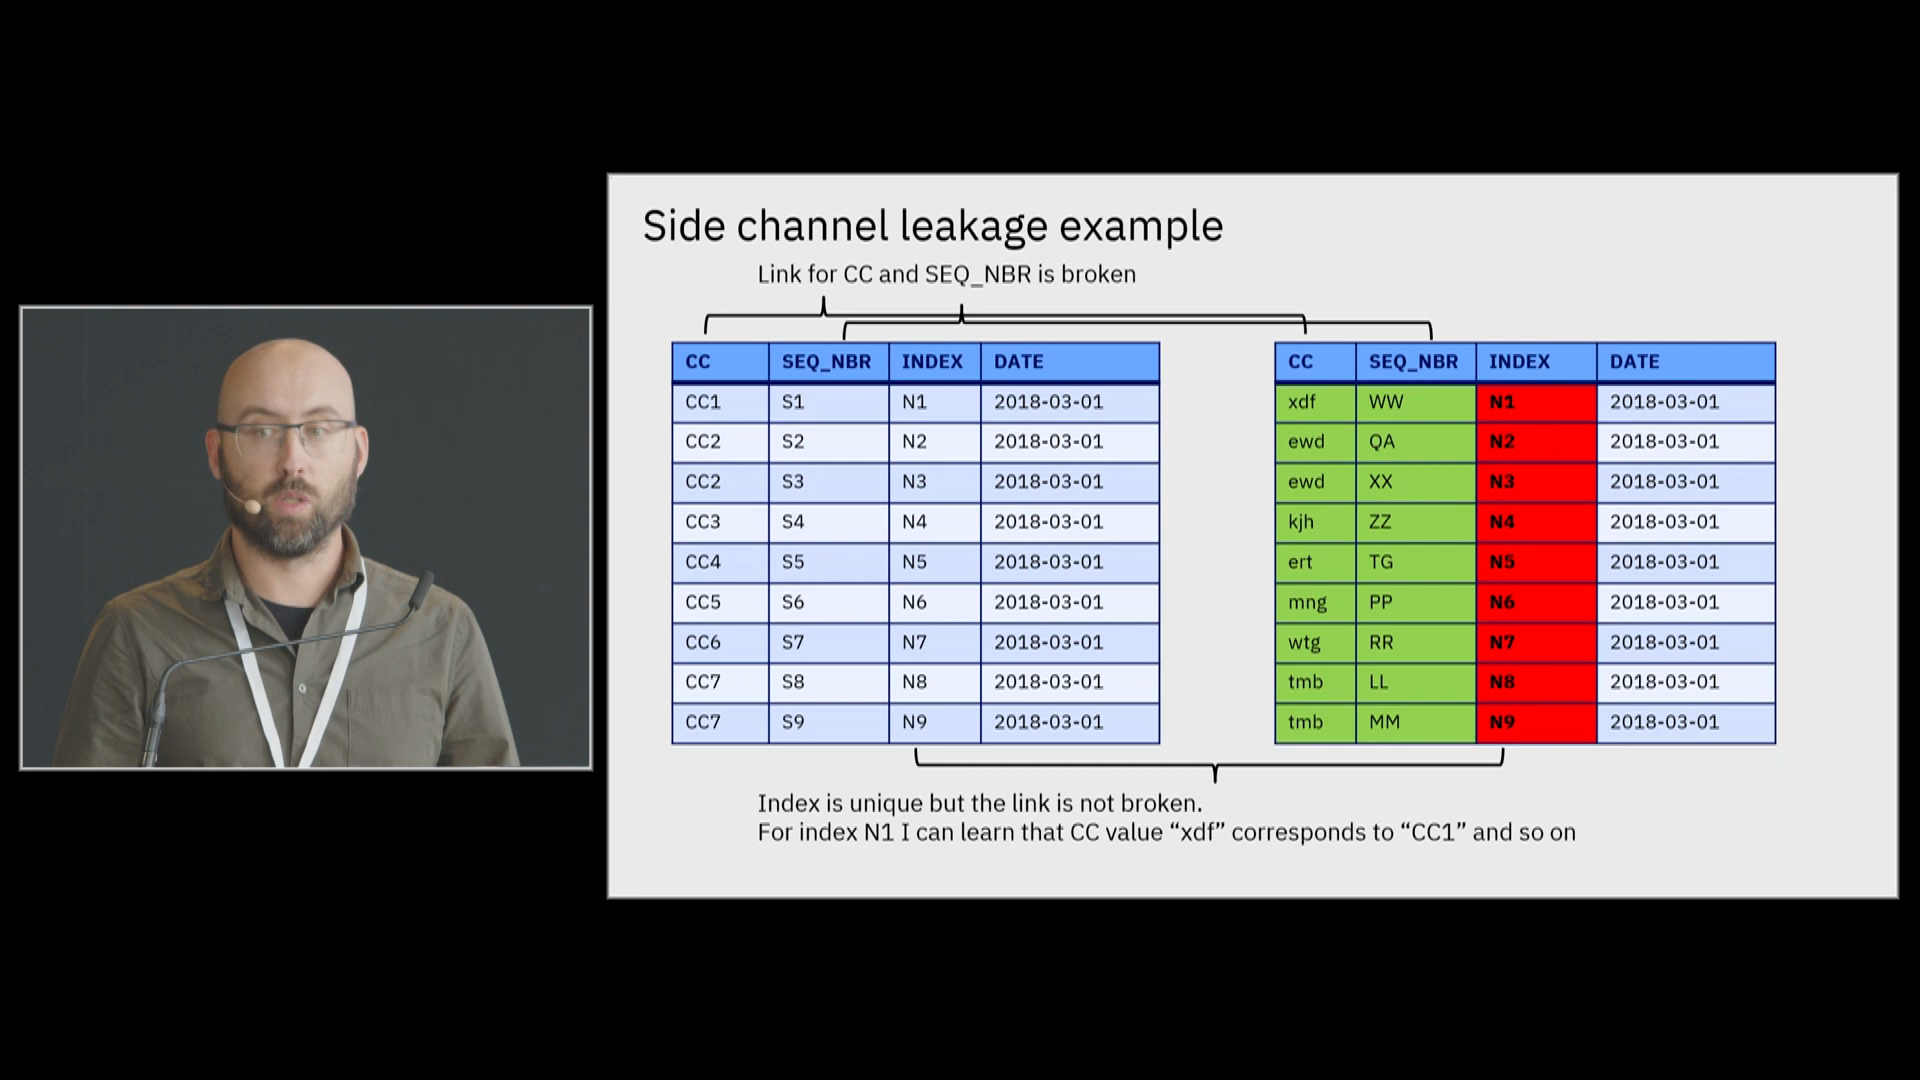 Side channel leakage example
Link for CC and SEQ_NBR is broken
CC SEQ_NBR INDEX DATE
CC1 S1 N1 2018-03-01
CC2 S2 N2 2018-03-01
CC2 S3 N3 2018-03-01
CC3 S4 N4 2018-03-01
CC4 S5 N5 2018-03-01
CC5 S6 N6 2018-03-01
CC6 S7 N7 2018-03-01
CC7 S8 N8 2018-03-01
CC7 S9 N9 2018-03-01
CC SEQ_NBR INDEX DATE
xdf WW N1 2018-03-01
ewd QA N2 2018-03-01
ewd XX N3 2018-03-01
kjh ZZ N4 2018-03-01
ert TG N5 2018-03-01
mng PP N6 2018-03-01
wtg RR N7 2018-03-01
tmb LL N8 2018-03-01
tmb MM N9 2018-03-01
Index is unique but the link is not broken.
For index N1 I can learn that CC value “xdf” corresponds to “CC1” and so on